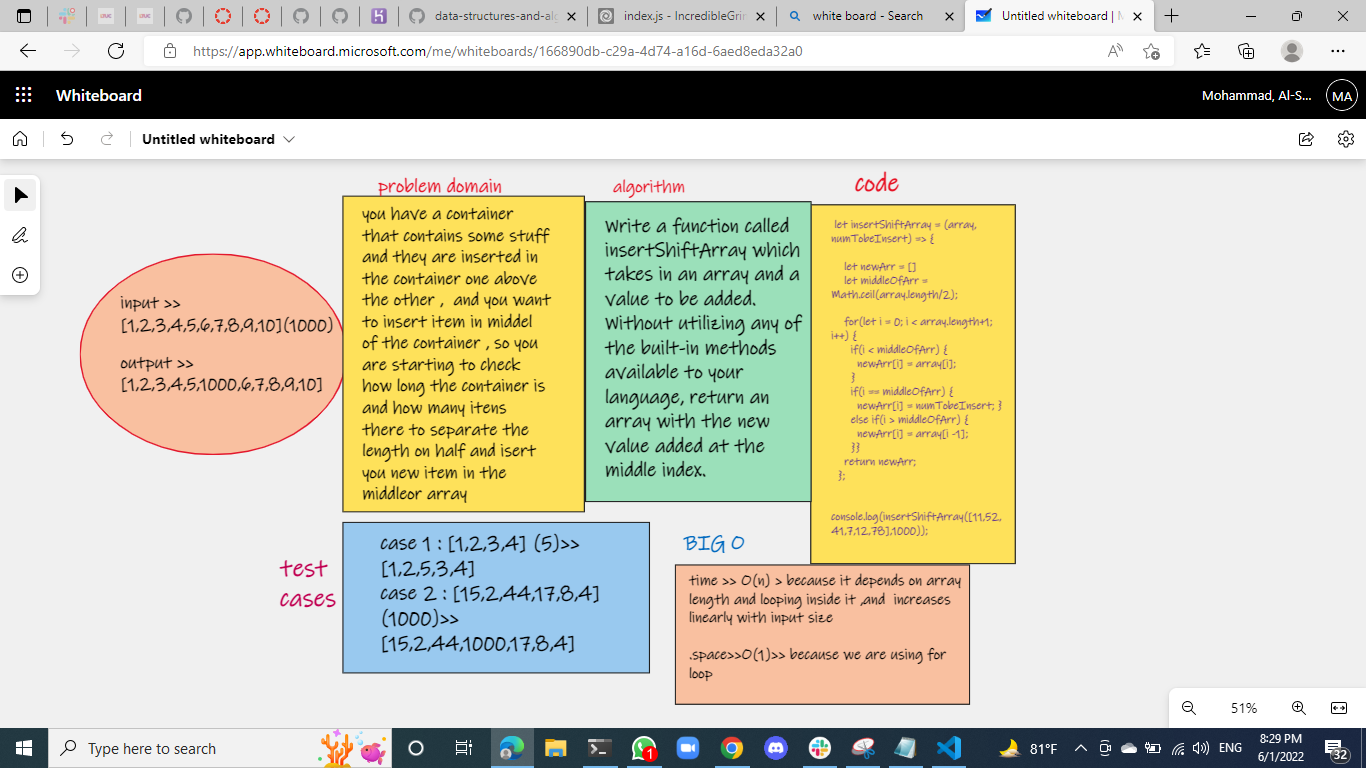 data-structures-and-alg
index.js - IncredibleGrin
white board - Search
Untitled whiteboard | M
https://app.whiteboard.microsoft.com/me/whiteboards/166890db-c29a-4d74-a16d-6aed8eda32a0
Whiteboard
Mohammad, Al-S...
MA
Untitled whiteboard
problem domain
you have a container
that contains some stuff
and they are inserted in
the container one above
the other , and you want
to insert item in middel
of the container , so you
are starting to check
how long the container is
and how many itens
there to separate the
length on half and isert
you new item in the
middleor array
algorithm
Write a function called
insertShiftArray which
takes in an array and a
value to be added.
Without utilizing any of
the built-in methods
available to your
language, return an
array with the new
value added at the
middle index.
code
let insertShiftArray = (array,
numTobeInsert) => {
let newArr = []
let middleOfArr =
Math.ceil(array.length/2);
for(let i = 0; i < array.length+1;
i++) {
if(i < middleOfArr) {
newArr[i] = array[i];
}
if(i == middleOfArr) {
newArr[i] = numTobeInsert; }
else if(i > middleOfArr) {
newArr[i] = array[i -1];
}}
return newArr;
};
console.log(insertShiftArray([11,52,
41,7,12,78],1000));
input >>
[1,2,3,4,5,6,7,8,9,10](1000)
output >>
[1,2,3,4,5,1000,6,7,8,9,10]
test
cases
case 1 : [1,2,3,4] (5)>>
[1,2,5,3,4]
case 2 : [15,2,44,17,8,4]
(1000)>>
[15,2,44,1000,17,8,4]
BIG O
time >> O(n) > because it depends on array
length and looping inside it ,and increases
linearly with input size
.space>>O(1)>> because we are using for
loop
51%
Type here to search
1
81°F
ENG
8:29 PM
6/1/2022
32